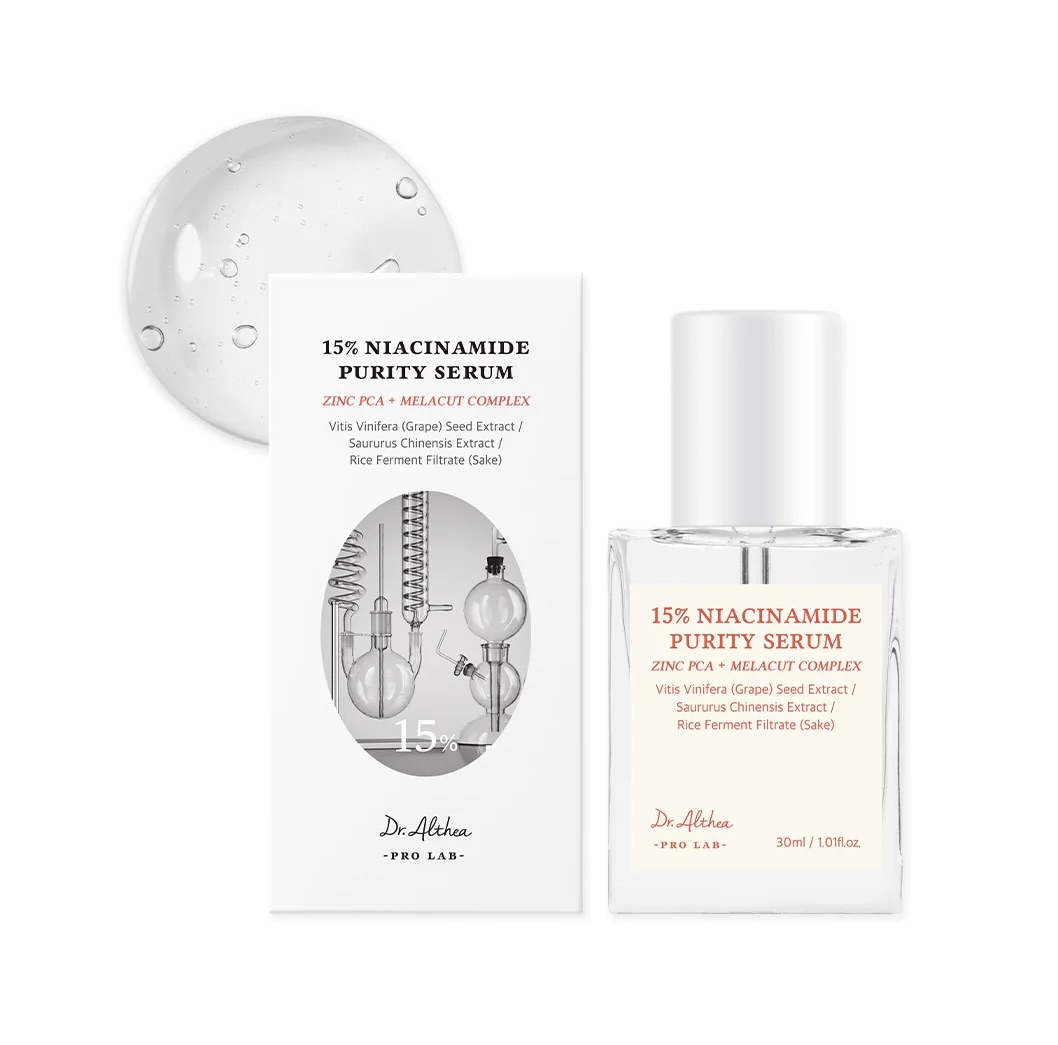 15% NIACINAMIDE
PURITY SERUM
ZINC PCA + MELACUT COMPLEX
Vitis Vinifera (Grape) Seed Extract /
Saururus Chinensis Extract /
Rice Ferment Filtrate (Sake)
15%
Dr. Althea
-PRO LAB-
15% NIACINAMIDE
PURITY SERUM
ZINC PCA + MELACUT COMPLEX
Vitis Vinifera (Grape) Seed Extract /
Saururus Chinensis Extract /
Rice Ferment Filtrate (Sake)
Dr. Althea
-PRO LAB-
30ml / 1.01fl.oz.